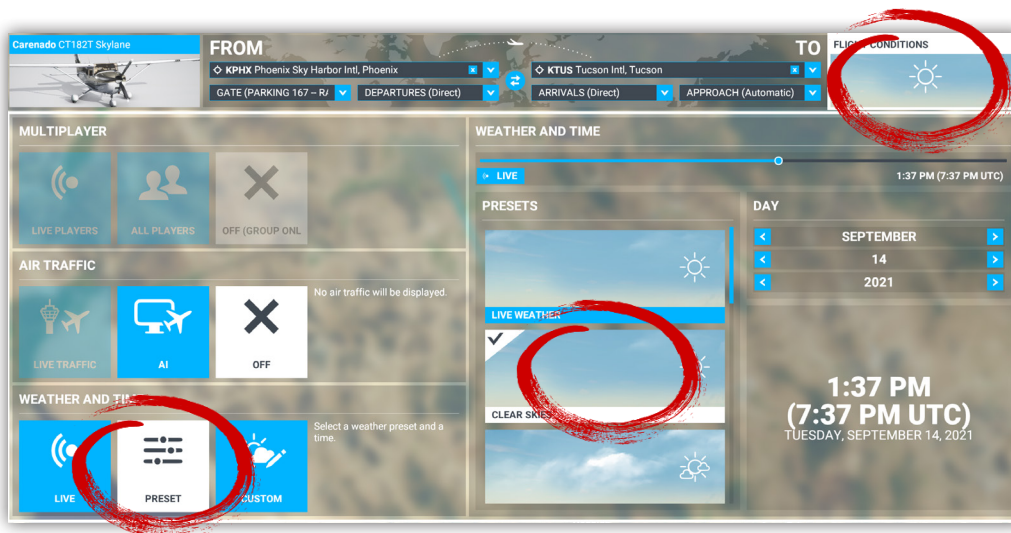 Carenado CT182T Skylane
FROM
KPHX Phoenix Sky Harbor Intl, Phoenix
GATE (PARKING 167 – R/
DEPARTURES (Direct)
TO
KTUS Tucson Intl, Tucson
ARRIVALS (Direct)
APPROACH (Automatic)
FLIGHT CONDITIONS
MULTIPLAYER
LIVE PLAYERS
ALL PLAYERS
OFF (GROUP ONL
AIR TRAFFIC
No air traffic will be displayed.
LIVE TRAFFIC
AI
OFF
WEATHER AND TIME
Select a weather preset and a
time.
LIVE
PRESET
CUSTOM
WEATHER AND TIME
LIVE
1:37 PM (7:37 PM UTC)
PRESETS
LIVE WEATHER
CLEAR SKIES
DAY
SEPTEMBER
14
2021
1:37 PM
(7:37 PM UTC)
TUESDAY, SEPTEMBER 14, 2021